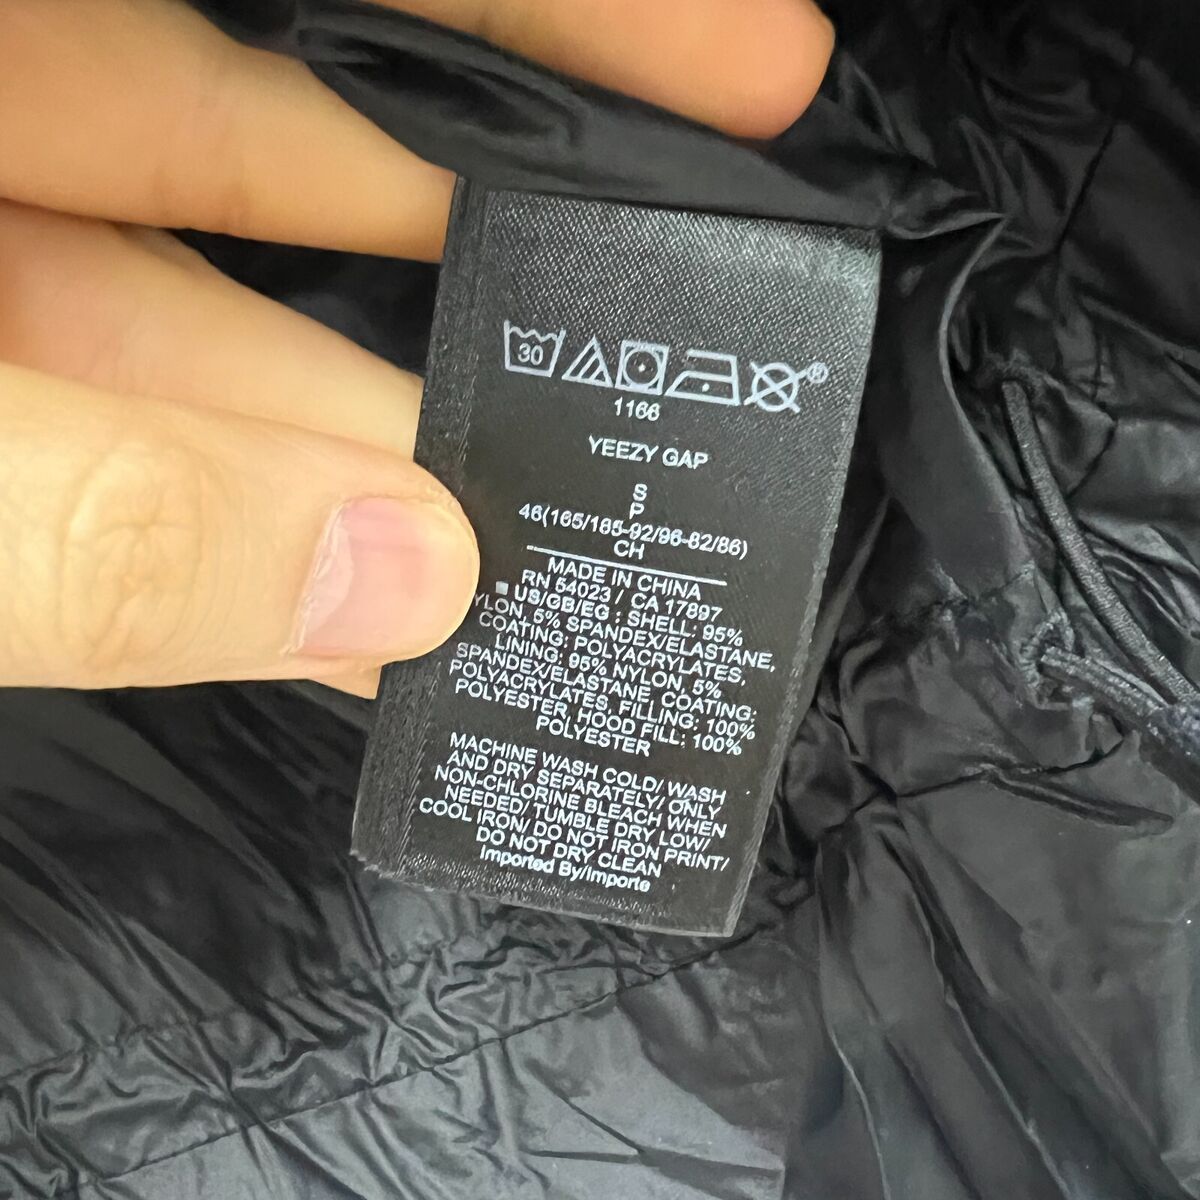 30
®
1166
YEEZY GAP
S
P
46(165/165-92/96-82/86)
CH
MADE IN CHINA
RN 54023 / CA 17897
US/GB/EG : SHELL: 95%
YLON, 5% SPANDEX/ELASTANE,
COATING: POLYACRYLATES,
LINING: 95% NYLON, 5%
SPANDEX/ELASTANE COATING:
POLYACRYLATES, FILLING: 100%
POLYESTER, HOOD FILL: 100%
POLYESTER
MACHINE WASH COLD/ WASH
AND DRY SEPARATELY/ ONLY
NON-CHLORINE BLEACH WHEN
NEEDED/ TUMBLE DRY LOW/
COOL IRON/ DO NOT IRON PRINT/
DO NOT DRY CLEAN
Imported By/Importe